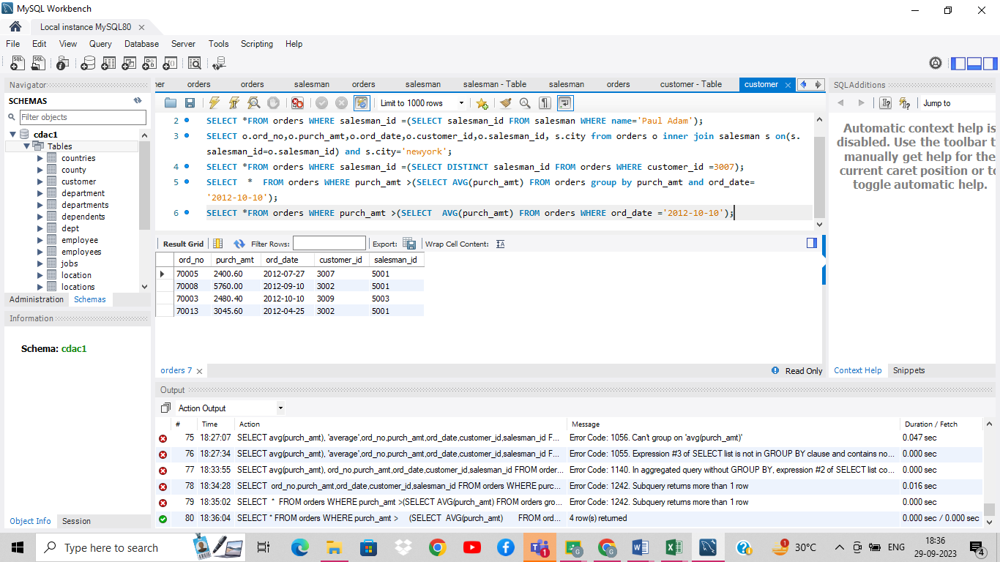 MySQL Workbench
Local instance MySQL80
File Edit View Query Database Server Tools Scripting Help
Navigator
SCHEMAS
Filter objects
cdac1
Tables
countries
county
customer
department
departments
dependents
dept
employee
employees
jobs
location
locations
Administration Schemas
Information
Schema: cdac1
Object Info Session
ner orders orders salesman orders salesman salesman - Table salesman orders customer - Table customer
Limit to 1000 rows
2 SELECT *FROM orders WHERE salesman_id =(SELECT salesman_id FROM salesman WHERE name='Paul Adam');
3 SELECT o.ord_no,o.purch_amt,o.ord_date,o.customer_id,o.salesman_id, s.city from orders o inner join salesman s on(s.
salesman_id=o.salesman_id) and s.city='newyork';
4 SELECT *FROM orders WHERE salesman_id =(SELECT DISTINCT salesman_id FROM orders WHERE customer_id =3007);
5 SELECT * FROM orders WHERE purch_amt >(SELECT AVG(purch_amt) FROM orders group by purch_amt and ord_date=
'2012-10-10');
6 SELECT *FROM orders WHERE purch_amt >(SELECT AVG(purch_amt) FROM orders WHERE ord_date ='2012-10-10');
Result Grid Filter Rows: Export: Wrap Cell Content:
ord_no purch_amt ord_date customer_id salesman_id
70005 2400.60 2012-07-27 3007 5001
70008 5760.00 2012-09-10 3002 5001
70003 2480.40 2012-10-10 3009 5003
70013 3045.60 2012-04-25 3002 5001
orders 7
Read Only
SQLAdditions
Jump to
Automatic context help is
disabled. Use the toolbar t
manually get help for the
current caret position or to
toggle automatic help.
Context Help Snippets
Output
Action Output
# Time Action Message Duration / Fetch
75 18:27:07 SELECT avg(purch_amt), 'average',ord_no,purch_amt,ord_date,customer_id,salesman_id F... Error Code: 1056. Can't group on 'avg(purch_amt)' 0.047 sec
76 18:27:34 SELECT avg(purch_amt), 'average',ord_no,purch_amt,ord_date,customer_id,salesman_id F... Error Code: 1055. Expression #3 of SELECT list is not in GROUP BY clause and contains no... 0.000 sec
77 18:33:55 SELECT avg(purch_amt), ord_no,purch_amt,ord_date,customer_id,salesman_id FROM order... Error Code: 1140. In aggregated query without GROUP BY, expression #2 of SELECT list co... 0.000 sec
78 18:34:28 SELECT ord_no,purch_amt,ord_date,customer_id,salesman_id FROM orders WHERE purc... Error Code: 1242. Subquery returns more than 1 row 0.016 sec
79 18:35:02 SELECT * FROM orders WHERE purch_amt >(SELECT AVG(purch_amt) FROM orders gro... Error Code: 1242. Subquery returns more than 1 row 0.000 sec
80 18:36:04 SELECT * FROM orders WHERE purch_amt > (SELECT AVG(purch_amt) FROM ord... 4 row(s) returned 0.000 sec / 0.000 sec
Type here to search
30°C
ENG
18:36
29-09-2023
4